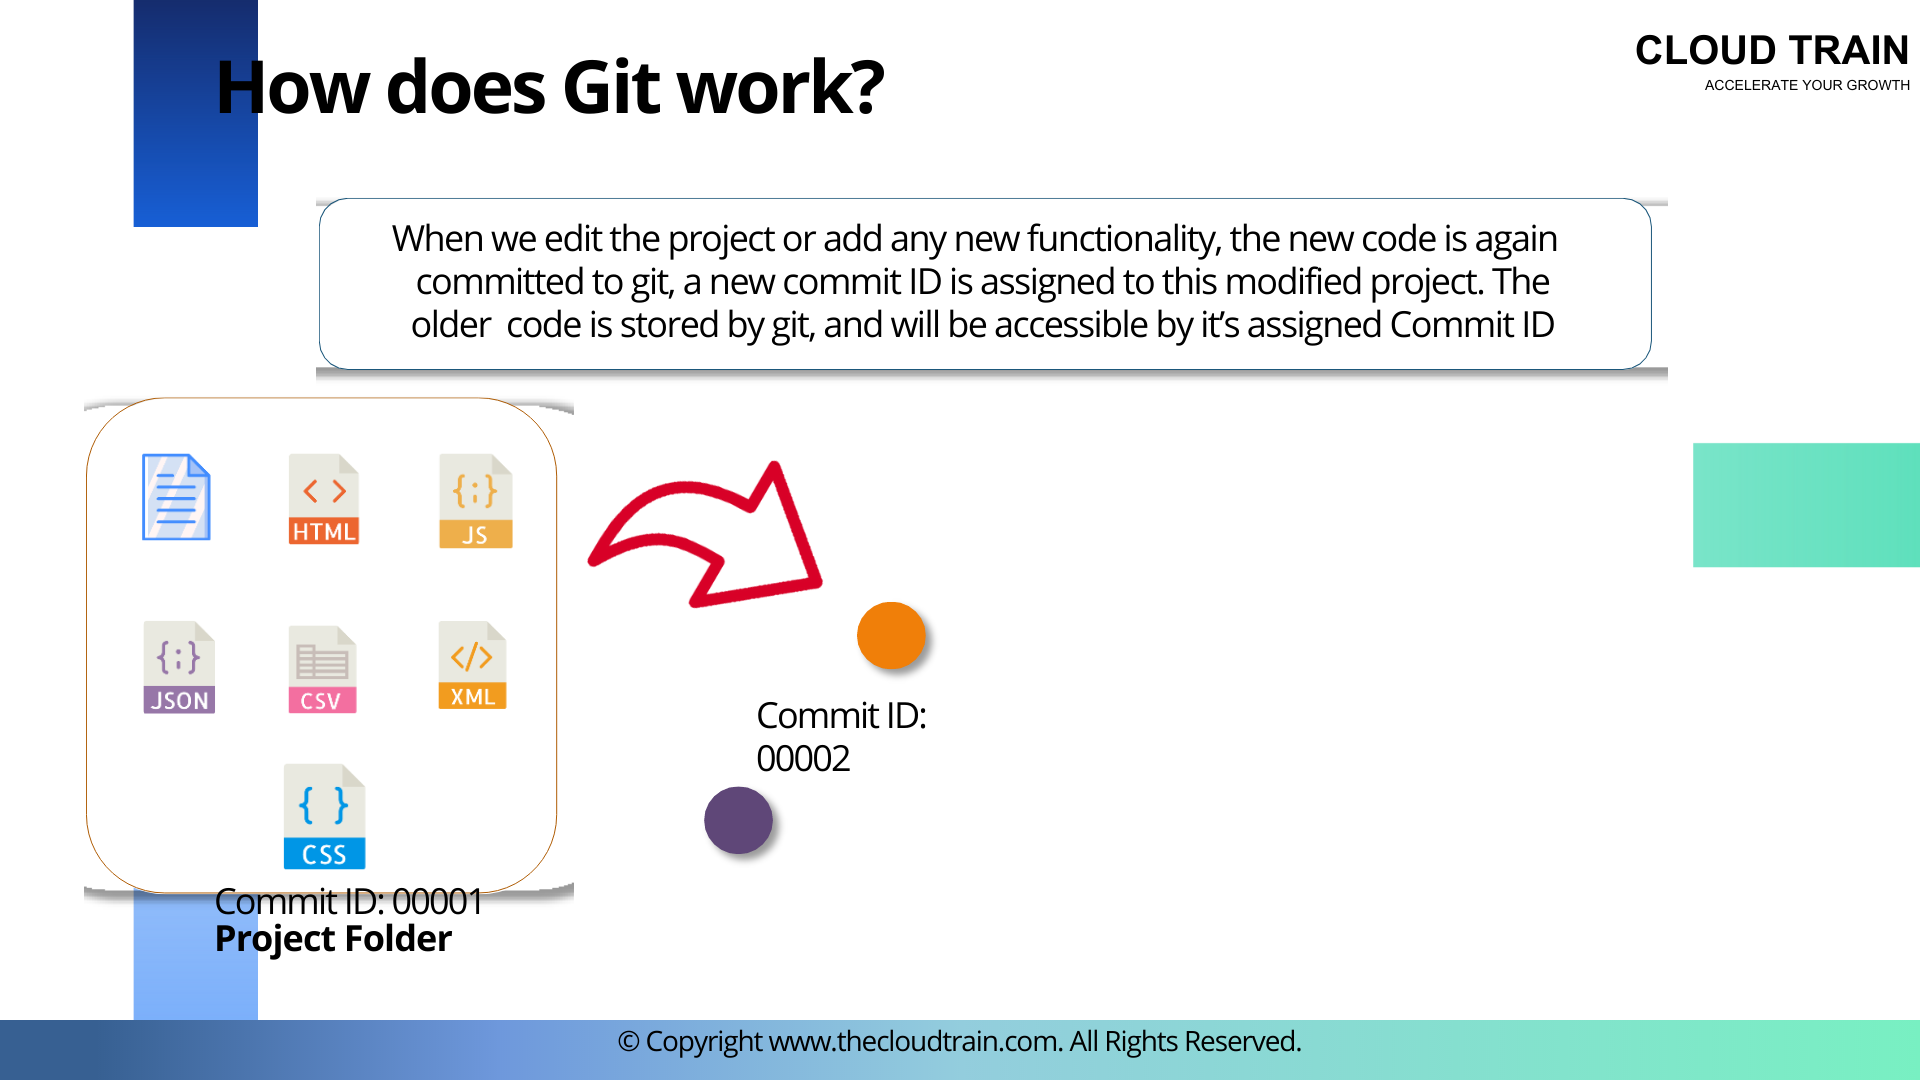 How does Git work?
CLOUD TRAIN
ACCELERATE YOUR GROWTH
When we edit the project or add any new functionality, the new code is again
committed to git, a new commit ID is assigned to this modified project. The
older  code is stored by git, and will be accessible by it’s assigned Commit ID
HTML
JS
JSON
CSV
XML
CSS
Commit ID: 00001
Project Folder
Commit ID:
00002
© Copyright www.thecloudtrain.com. All Rights Reserved.